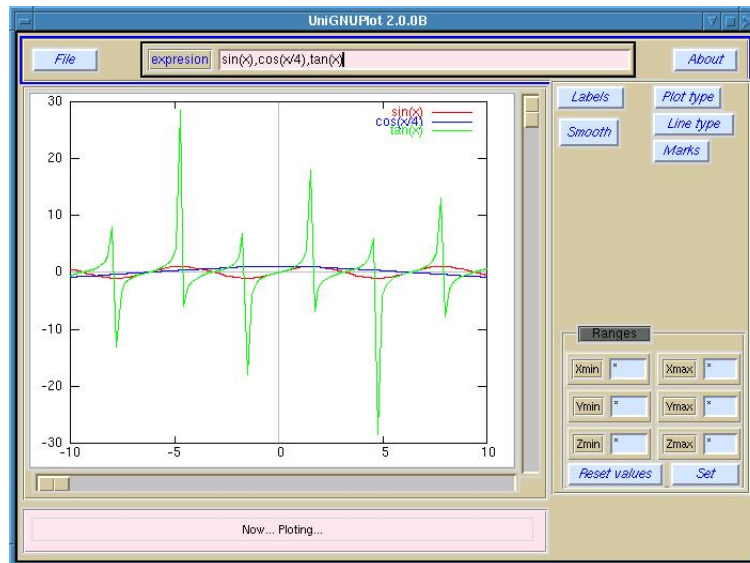 UniGNUPlot 2.0.0B
File
expresion
sin(x),cos(x/4),tan(x)
About
Labels
Plot type
Smooth
Line type
Marks
sin(x)
cos(x/4)
tan(x)
30
20
10
0
-10
-20
-30
-10
-5
0
5
10
Ranges
Xmin *
Xmax *
Ymin *
Ymax *
Zmin *
Zmax *
Reset values
Set
Now... Ploting...